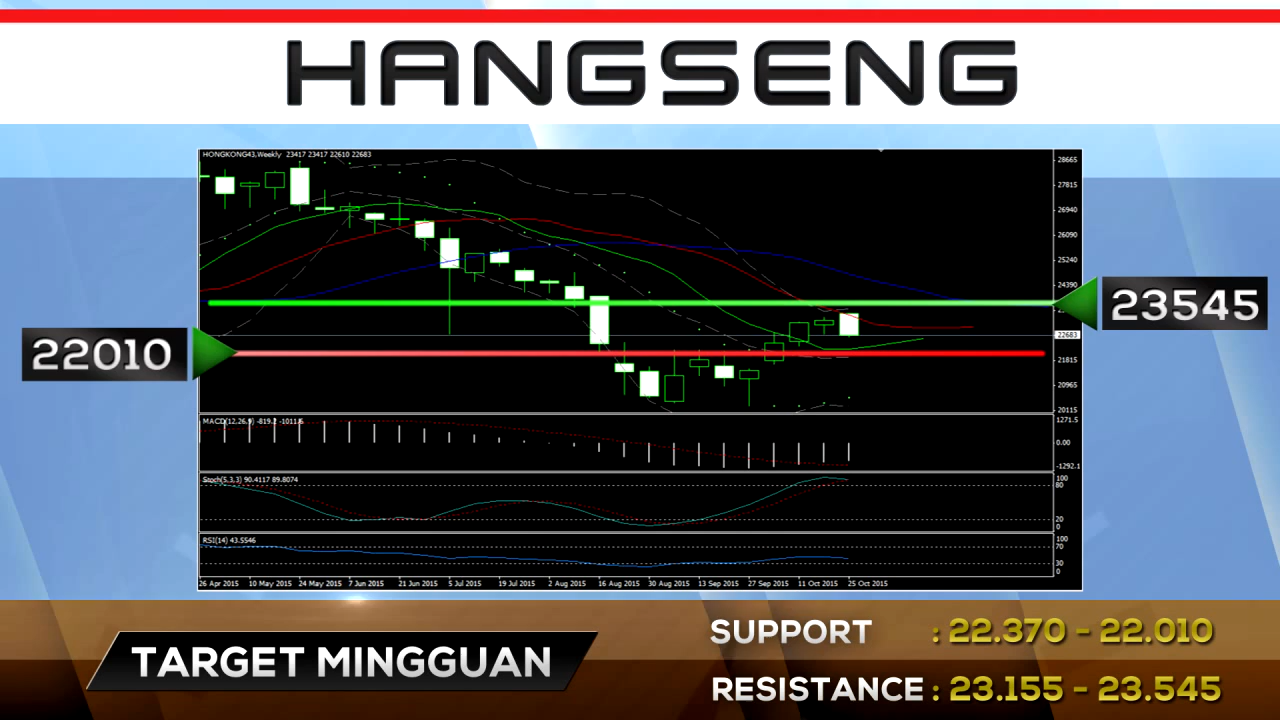 HANGSENG
HONGKONG43,Weekly 23417 23417 22610 22683
28665
27815
26940
26090
25240
24390
23545
22683
22010
21815
20965
20115
MACD(12,26,9) -819.2 -1011.6
1271.5
0.00
-1292.1
Stoch(5,3,3) 90.4117 89.8074
100
80
20
0
RSI(14) 43.5546
100
70
30
0
26 Apr 2015 10 May 2015 24 May 2015 7 Jun 2015 21 Jun 2015 5 Jul 2015 19 Jul 2015 2 Aug 2015 16 Aug 2015 30 Aug 2015 13 Sep 2015 27 Sep 2015 11 Oct 2015 25 Oct 2015
SUPPORT : 22.370 - 22.010
TARGET MINGGUAN
RESISTANCE : 23.155 - 23.545